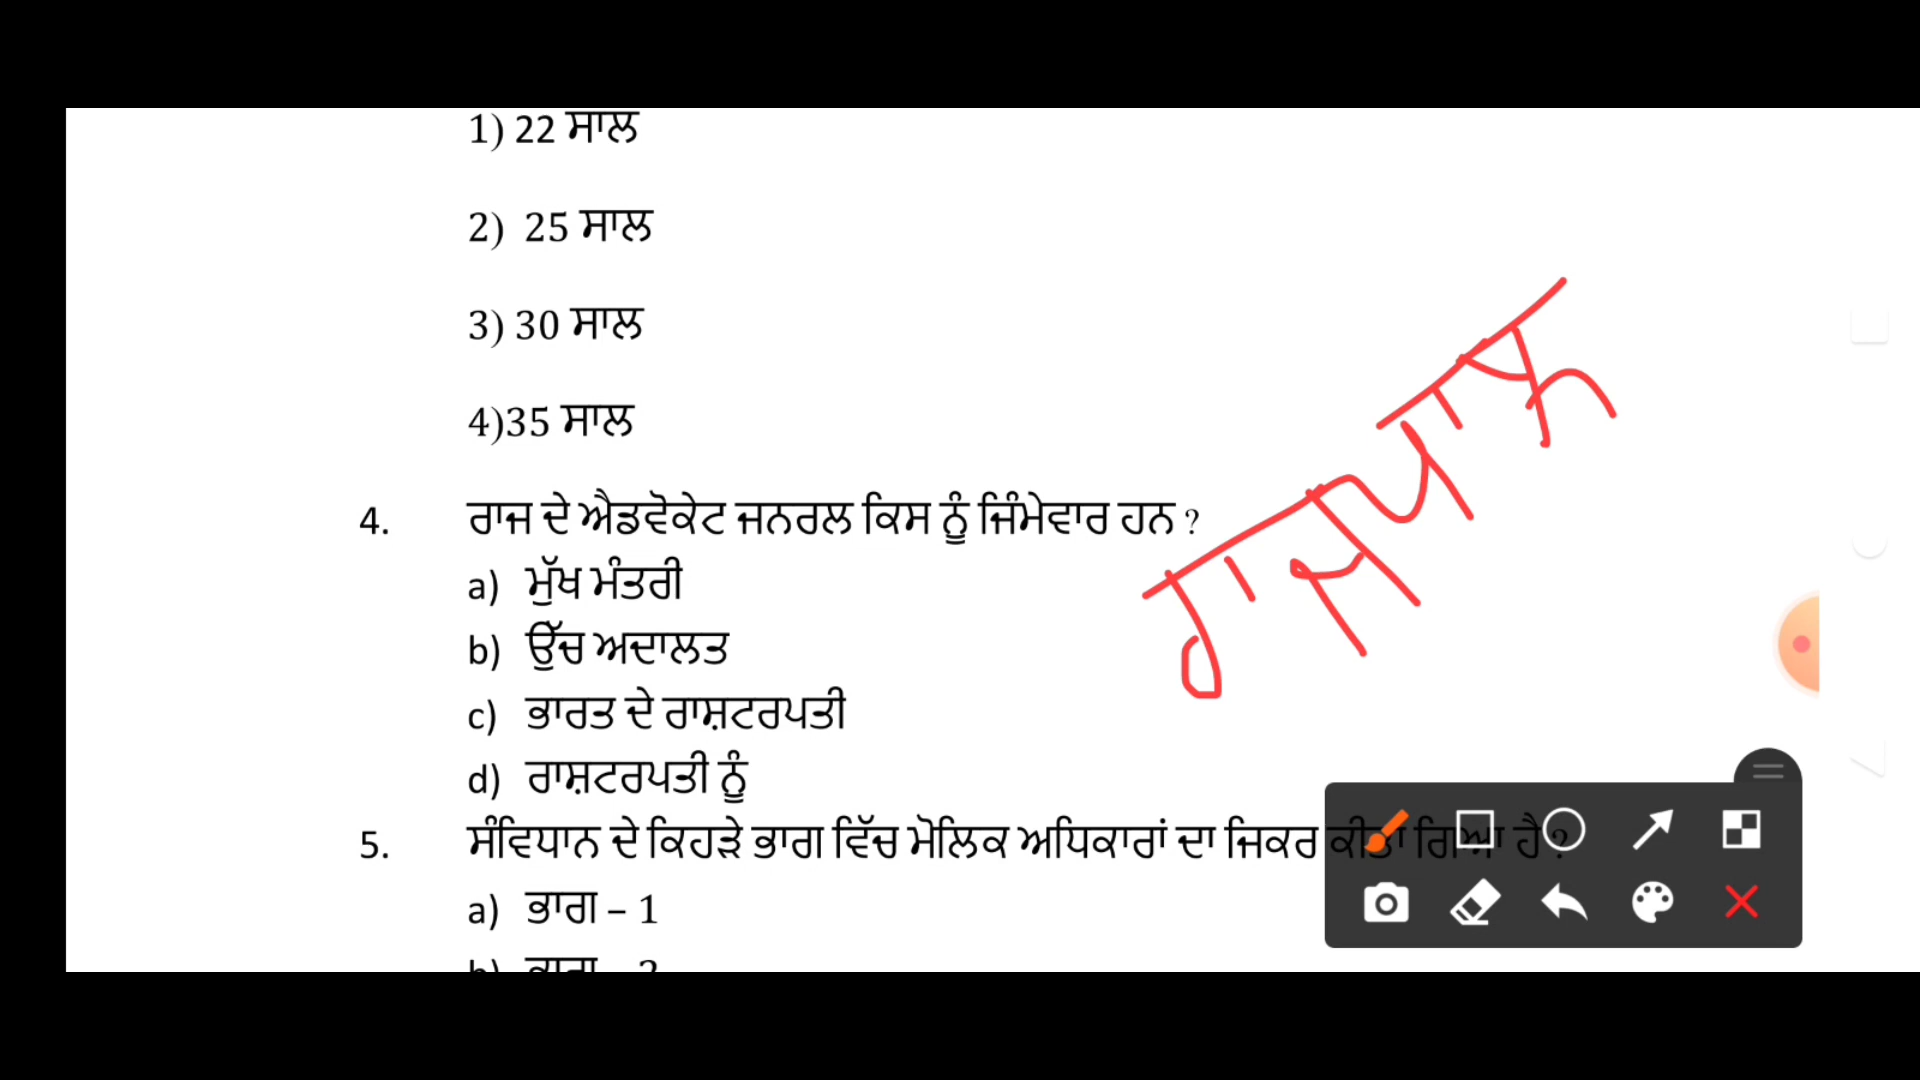 1) 22 ਸਾਲ
2) 25 ਸਾਲ
3) 30 ਸਾਲ
4)35 ਸਾਲ
4. ਰਾਜ ਦੇ ਐਡਵੋਕੇਟ ਜਨਰਲ ਕਿਸ ਨੂੰ ਜਿੰਮੇਵਾਰ ਹਨ ?
a) ਮੁੱਖ ਮੰਤਰੀ
b) ਉੱਚ ਅਦਾਲਤ
c) ਭਾਰਤ ਦੇ ਰਾਸ਼ਟਰਪਤੀ
d) ਰਾਸ਼ਟਰਪਤੀ ਨੂੰ
ਰਾਜਪਾਲ
5. ਸੰਵਿਧਾਨ ਦੇ ਕਿਹੜੇ ਭਾਗ ਵਿੱਚ ਮੋਲਿਕ ਅਧਿਕਾਰਾਂ ਦਾ ਜਿਕਰ ਕੀਤਾ ਗਿਆ ਹੈ ?
a) ਭਾਗ – 1